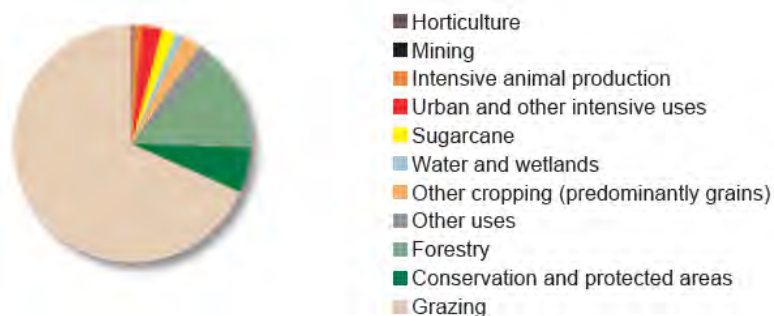 Horticulture
Mining
Intensive animal production
Urban and other intensive uses
Sugarcane
Water and wetlands
Other cropping (predominantly grains)
Other uses
Forestry
Conservation and protected areas
Grazing